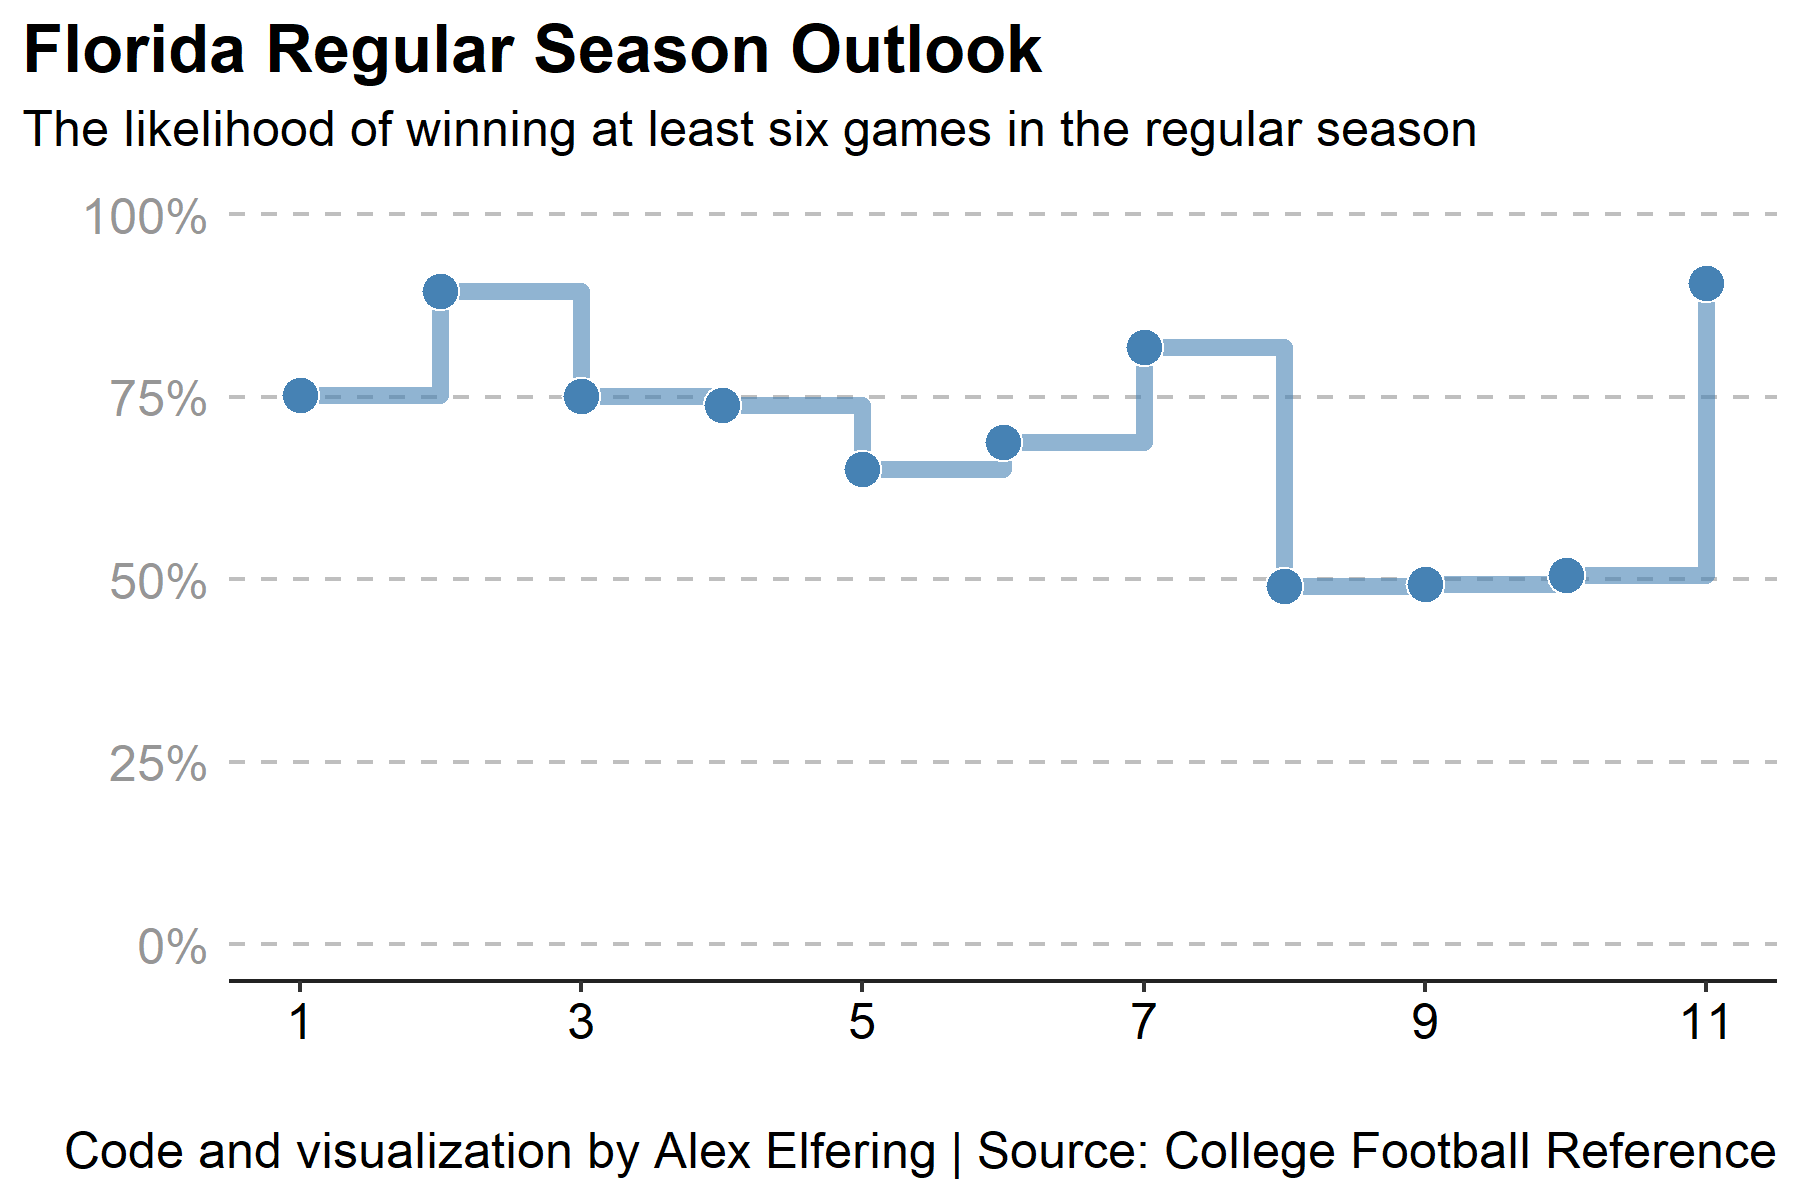 Florida Regular Season Outlook
The likelihood of winning at least six games in the regular season
100%
75%
50%
25%
0%
1 3 5 7 9 11
Code and visualization by Alex Elfering | Source: College Football Reference